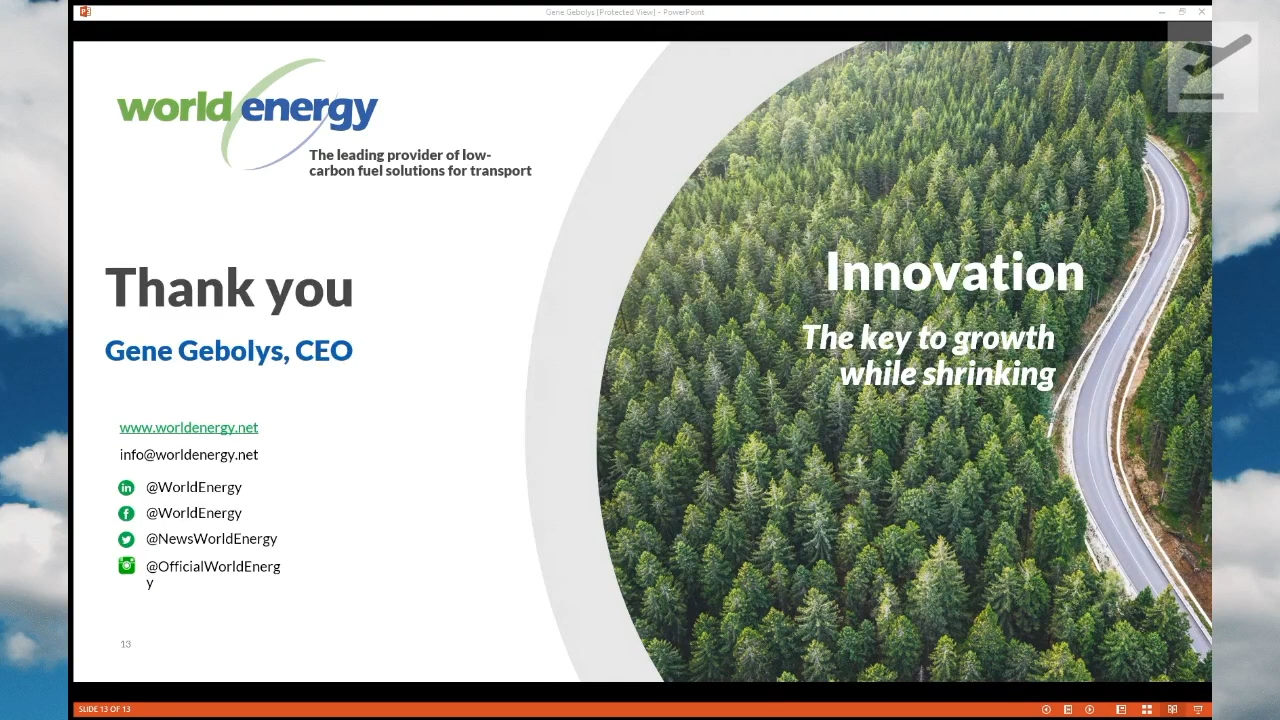 Gene Gebolys [Protected View] - PowerPoint
world energy
The leading provider of low-
carbon fuel solutions for transport
Thank you
Gene Gebolys, CEO
Innovation
The key to growth
while shrinking
www.worldenergy.net
info@worldenergy.net
@WorldEnergy
@WorldEnergy
@NewsWorldEnergy
@OfficialWorldEnerg
y
13
SLIDE 13 OF 13